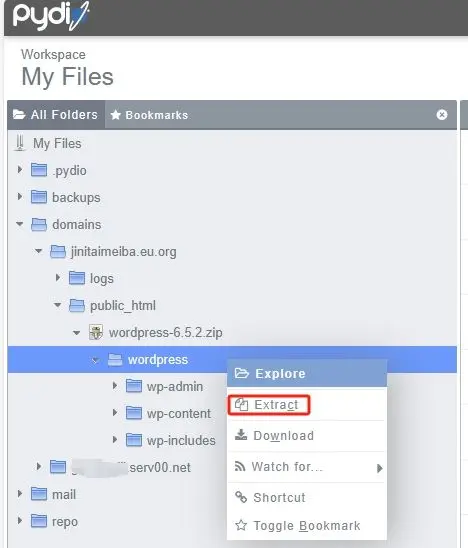 pydio
Workspace
My Files
All Folders
Bookmarks
My Files
.pydio
backups
domains
jinitaimeiba.eu.org
logs
public_html
wordpress-6.5.2.zip
wordpress
Explore
wp-admin
Extract
wp-content
Download
wp-includes
Watch for...
serv00.net
mail
Shortcut
repo
Toggle Bookmark